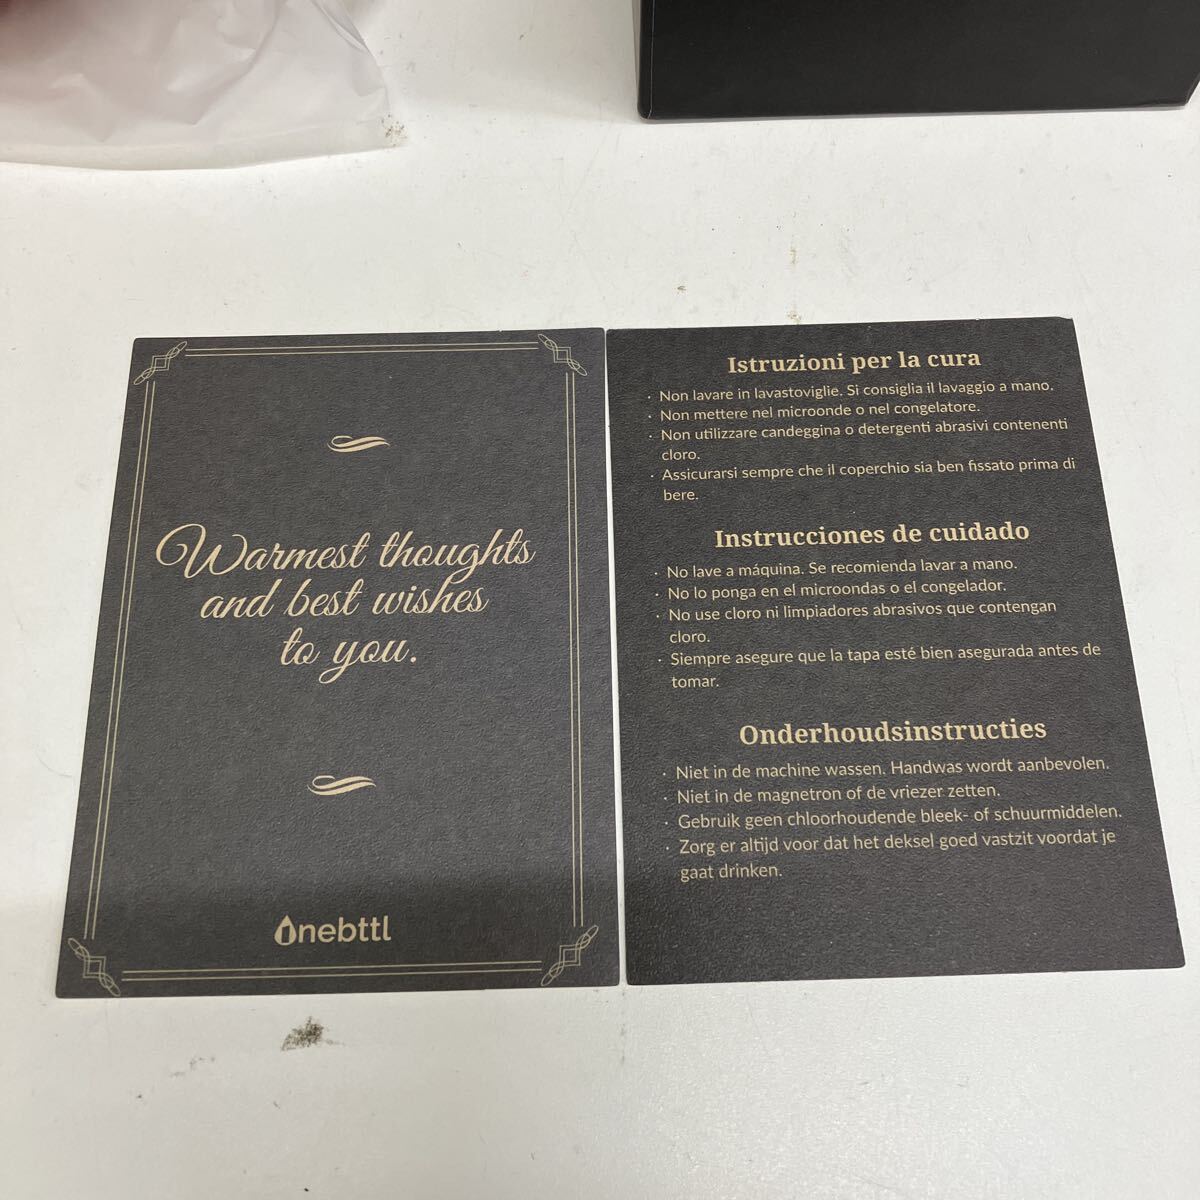 Warmest thoughts
and best wishes
to you.
Onebttl
Istruzioni per la cura
· Non lavare in lavastoviglie. Si consiglia il lavaggio a mano.
· Non mettere nel microonde o nel congelatore.
· Non utilizzare candeggina o detergenti abrasivi contenenti
cloro.
· Assicurarsi sempre che il coperchio sia ben fissato prima di
bere.
Instrucciones de cuidado
· No lave a máquina. Se recomienda lavar a mano.
· No lo ponga en el microondas o el congelador.
· No use cloro ni limpiadores abrasivos que contengan
cloro.
· Siempre asegure que la tapa esté bien asegurada antes de
tomar.
Onderhoudsinstructies
· Niet in de machine wassen. Handwas wordt aanbevolen.
· Niet in de magnetron of de vriezer zetten.
· Gebruik geen chloorhoudende bleek- of schuurmiddelen.
· Zorg er altijd voor dat het deksel goed vastzit voordat je
gaat drinken.